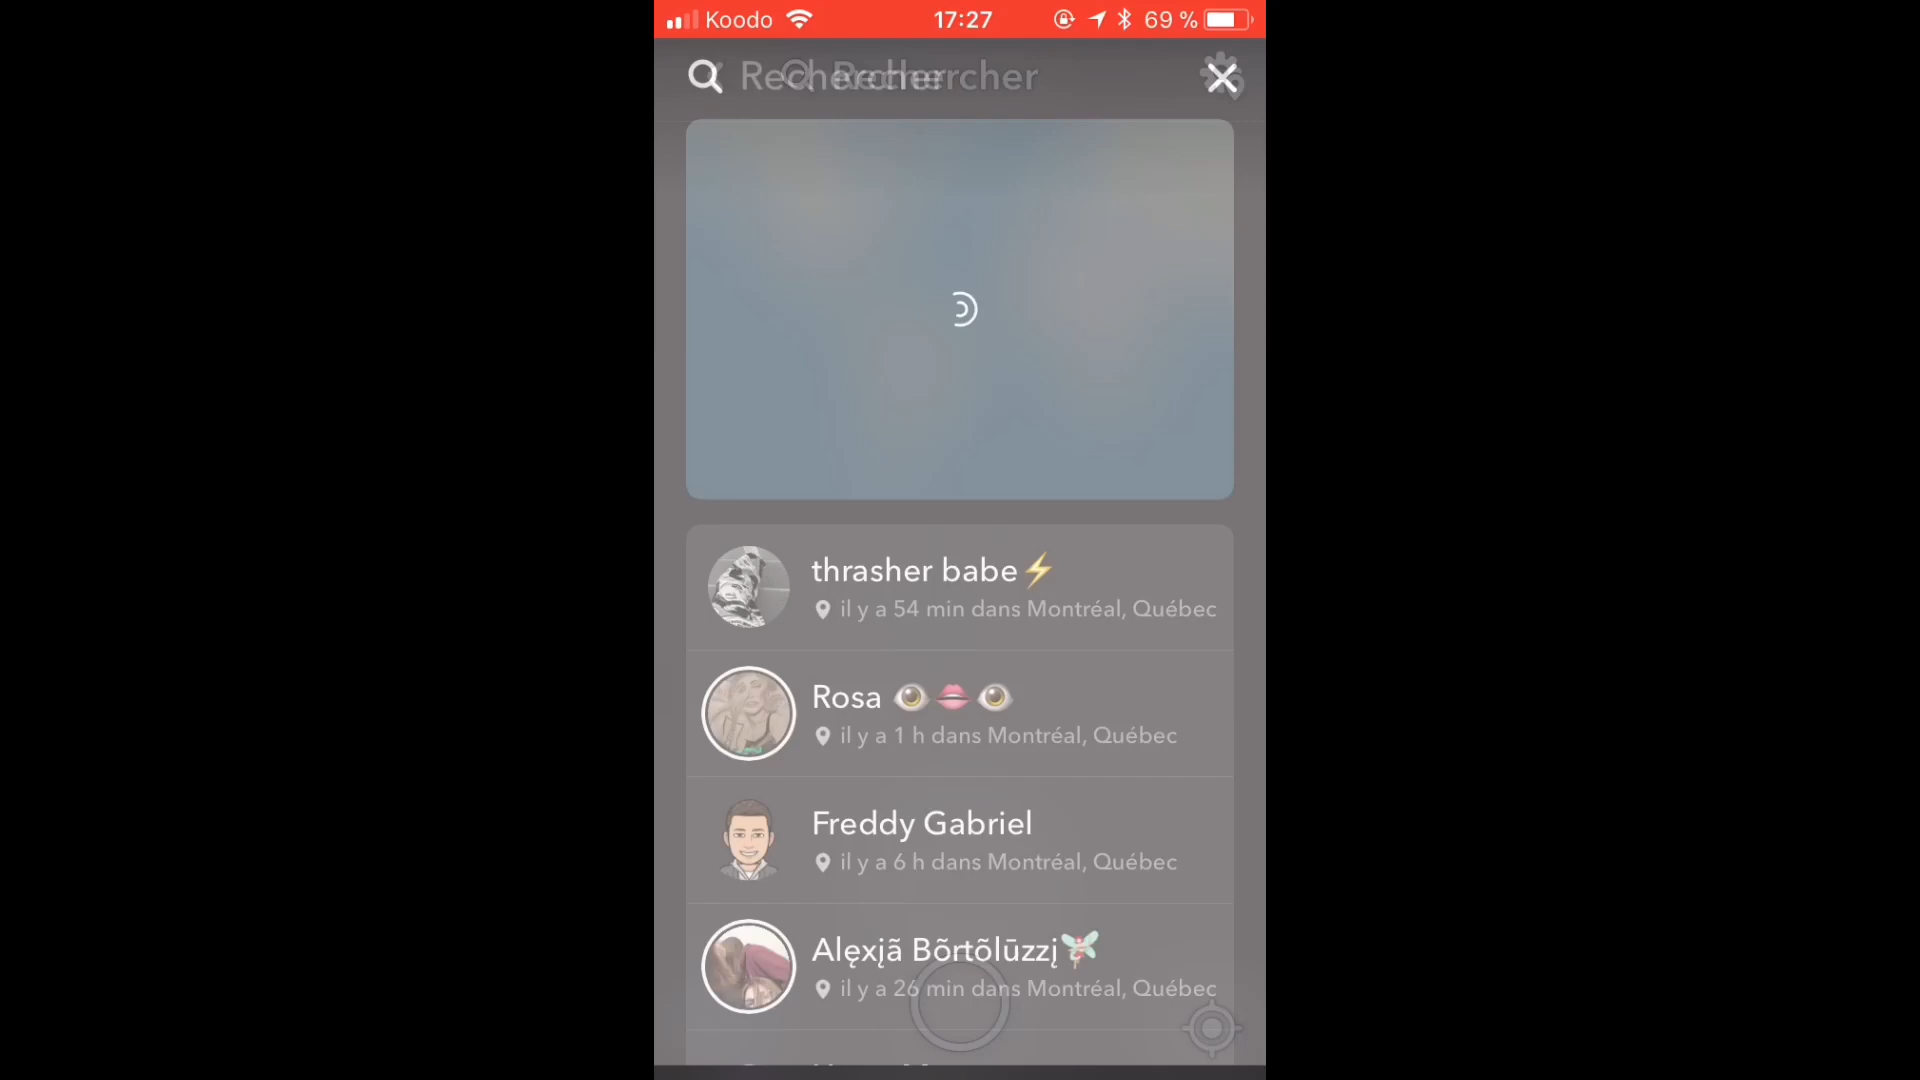 Koodo 17:27 69 %
Rechercher
Rechercher
thrasher babe⚡
il y a 54 min dans Montréal, Québec
Rosa 👁👄👁
il y a 1 h dans Montréal, Québec
Freddy Gabriel
il y a 6 h dans Montréal, Québec
Alęxįã Bõrtõlūzzį🧚
il y a 26 min dans Montréal, Québec